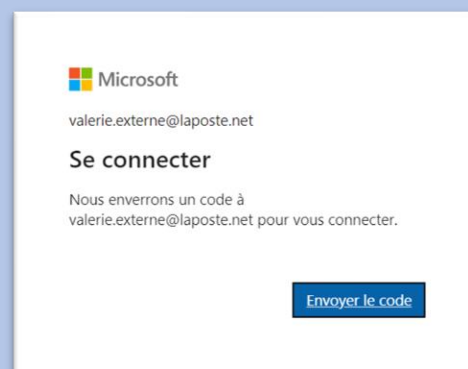 Microsoft
valerie.externe@laposte.net
Se connecter
Nous enverrons un code à
valerie.externe@laposte.net pour vous connecter.
Envoyer le code